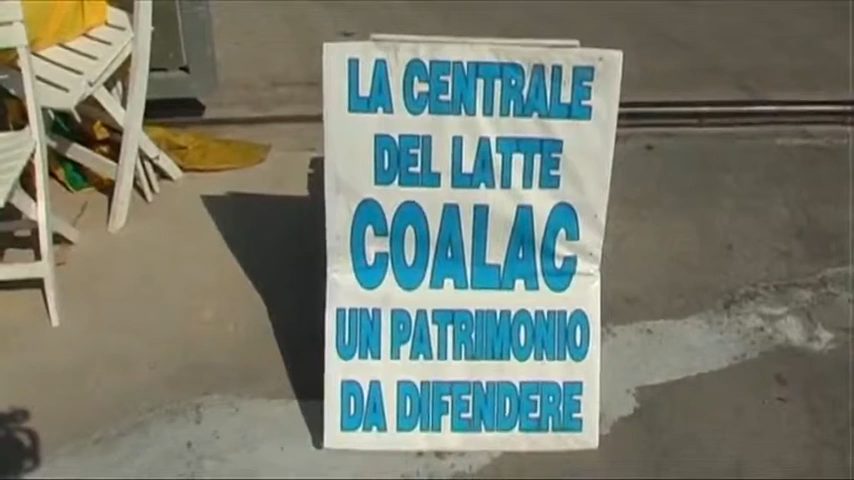 LA CENTRALE
DEL LATTE
COALAC
UN PATRIMONIO
DA DIFENDERE